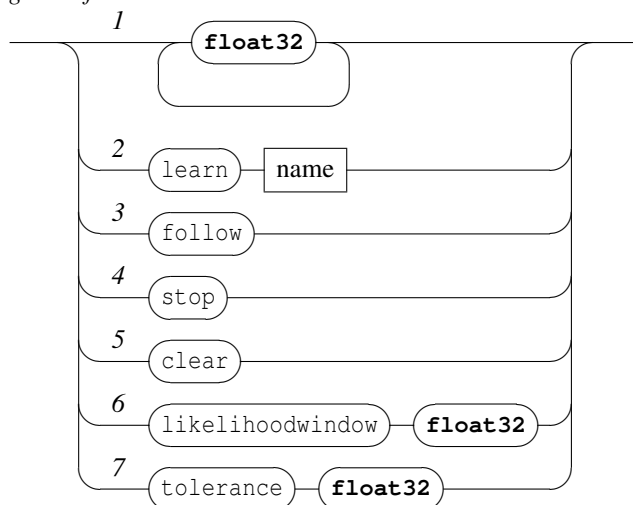 1 float32
2 learn name
3 follow
4 stop
5 clear
6 likelihoodwindow float32
7 tolerance float32